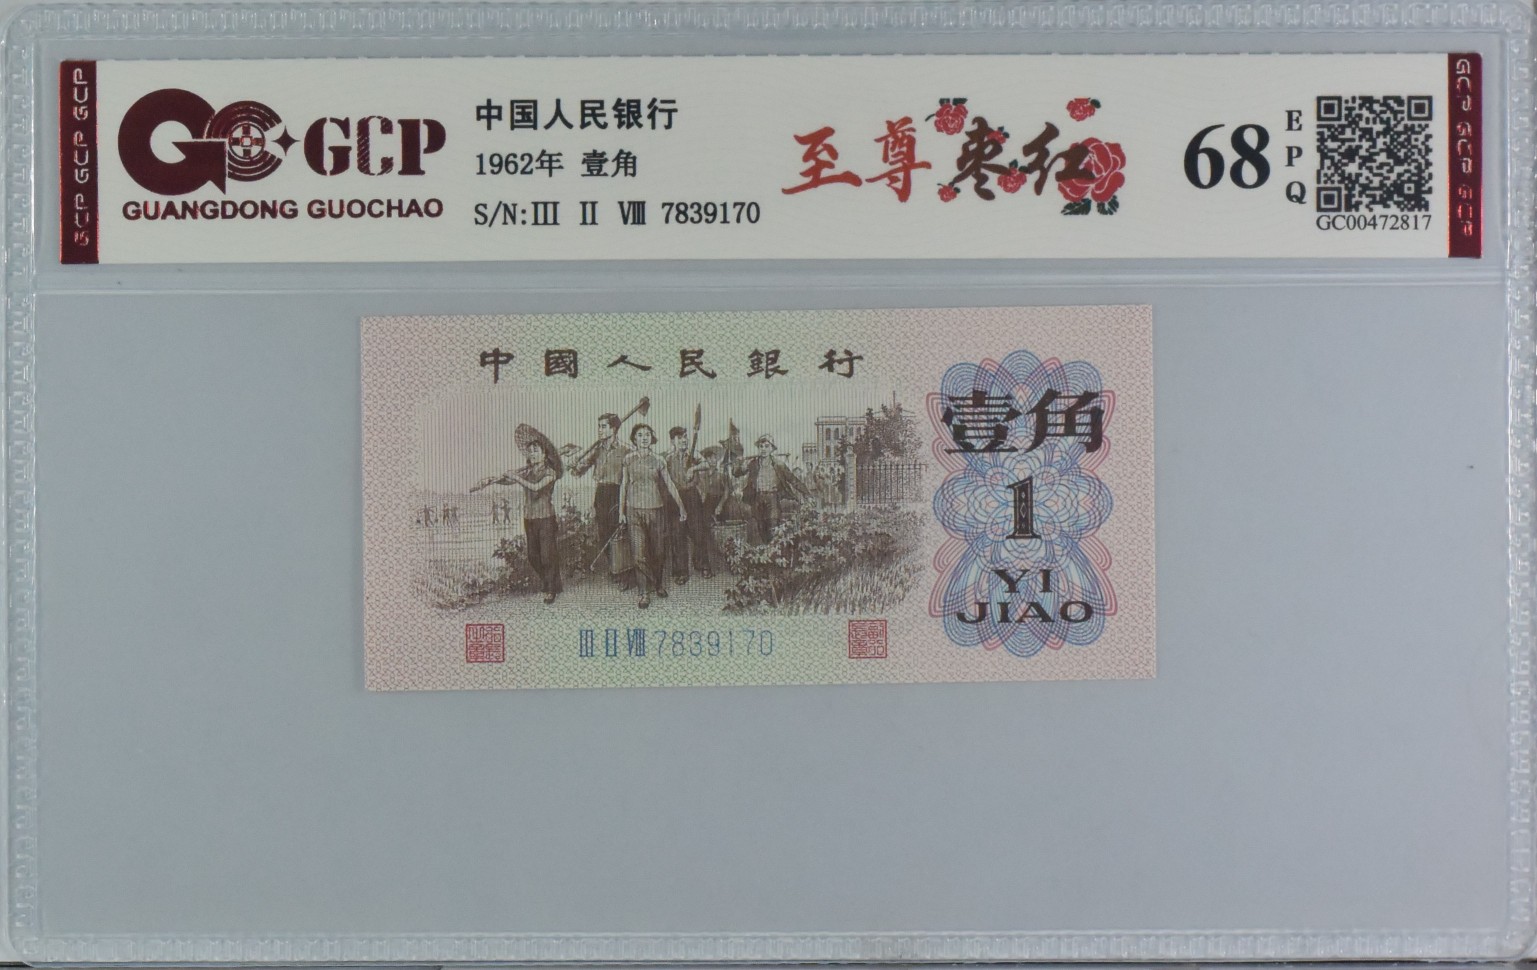 GCP GCP GCP
GCP
GUANGDONG GUOCHAO
中国人民银行
1962年 壹角
S/N:Ⅲ Ⅱ Ⅷ 7839170
至尊枣红
68
EPQ
GC00472817
GCP GCP GCP
中國人民銀行
壹角
1
YI
JIAO
Ⅲ Ⅱ Ⅷ 7839170